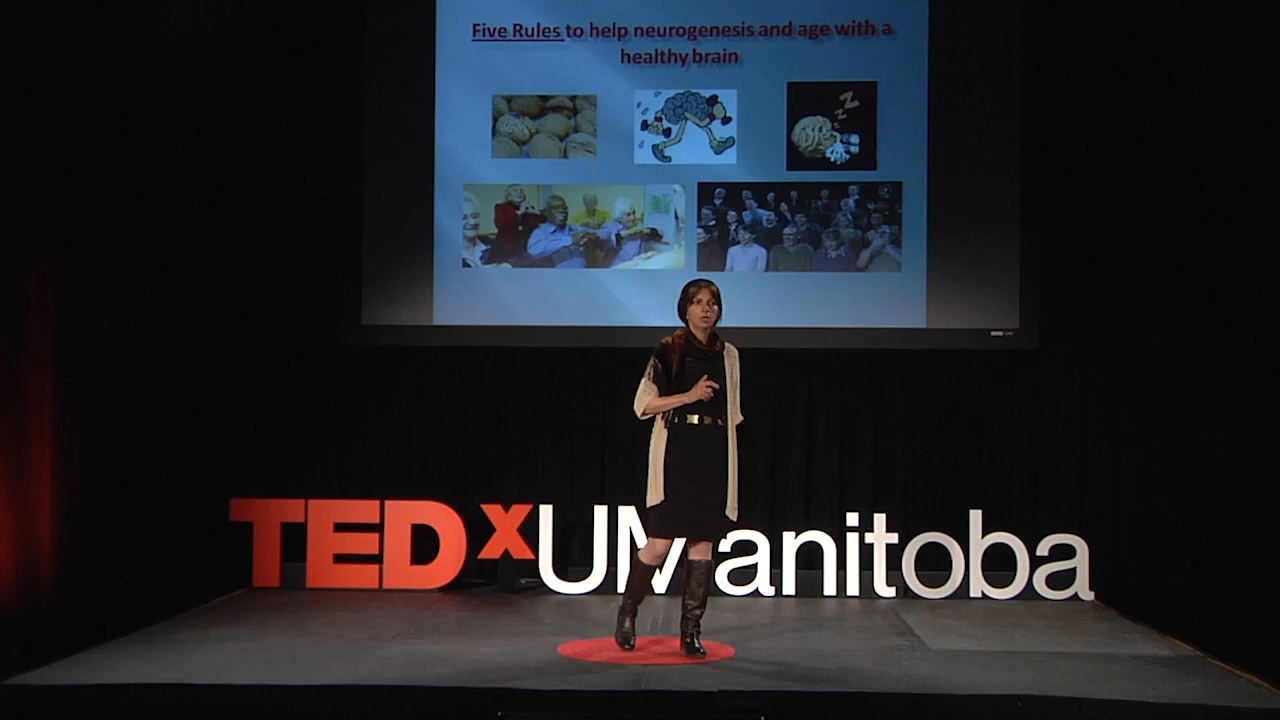 Five Rules to help neurogenesis and age with a
healthy brain
z
z
z
TEDxUManitoba